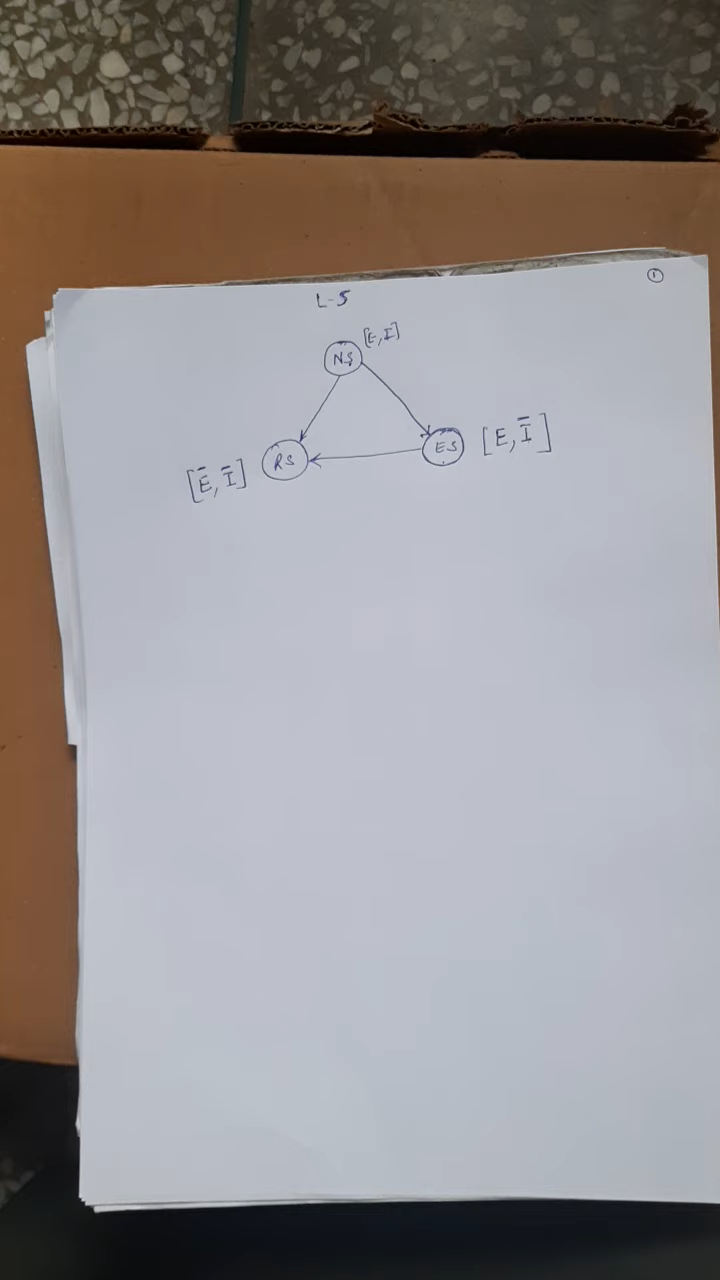 L-5
①
NS [E, I]
RS
ES [E, Ī]
[Ē, Ī]